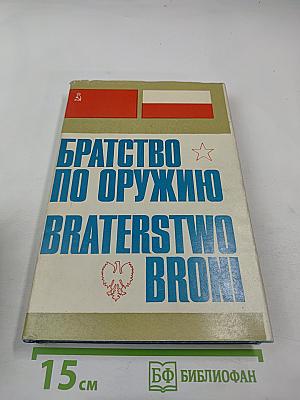 БРАТСТВО
ПО ОРУЖИЮ
BRATERSTWO
BRONI
15 см
БФ БИБЛИОФАН